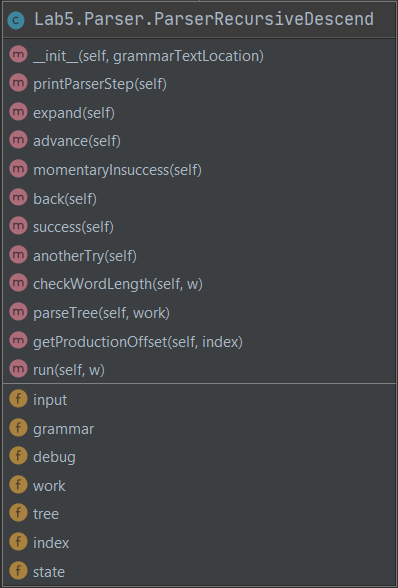 c Lab5.Parser.ParserRecursiveDescend
m __init__(self, grammarTextLocation)
m printParserStep(self)
m expand(self)
m advance(self)
m momentaryInsuccess(self)
m back(self)
m success(self)
m anotherTry(self)
m checkWordLength(self, w)
m parseTree(self, work)
m getProductionOffset(self, index)
m run(self, w)
f input
f grammar
f debug
f work
f tree
f index
f state